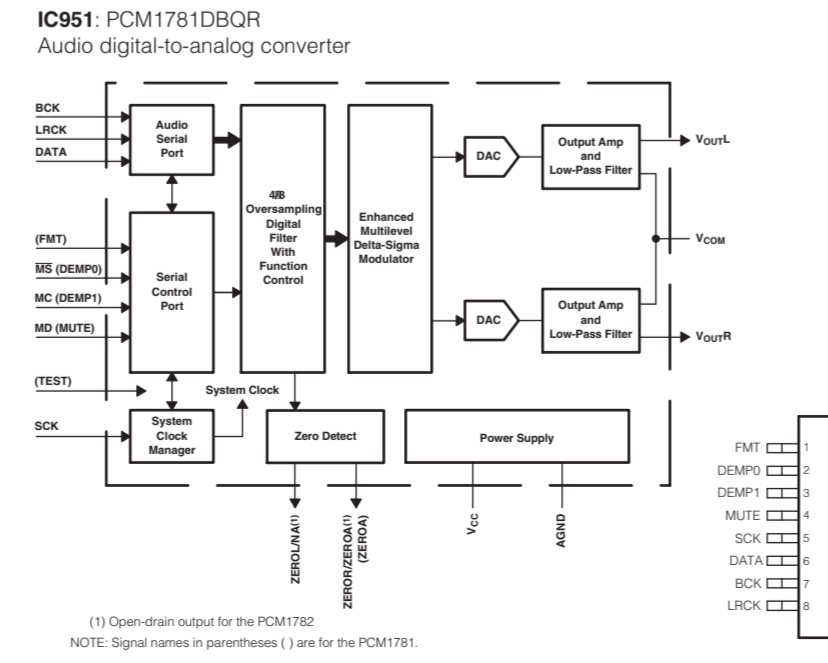 IC951: PCM1781DBQR
Audio digital-to-analog converter
BCK
LRCK
DATA
Audio
Serial
Port
(FMT)
MS (DEMP0)
MC (DEMP1)
MD (MUTE)
Serial
Control
Port
(TEST)
SCK
System
Clock
Manager
System Clock
Oversampling
Digital
Filter
With
Function
Control
Enhanced
Multilevel
Delta-Sigma
Modulator
DAC
Output Amp
and
Low-Pass Filter
VOUTL
VCOM
DAC
Output Amp
and
Low-Pass Filter
VOUTR
Zero Detect
Power Supply
ZEROL/NA(1)
ZEROR/ZEROA(1)
(ZEROA)
VCC
AGND
FMT 1
DEMP0 2
DEMP1 3
MUTE 4
SCK 5
DATA 6
BCK 7
LRCK 8
(1) Open-drain output for the PCM1782
NOTE: Signal names in parentheses ( ) are for the PCM1781.